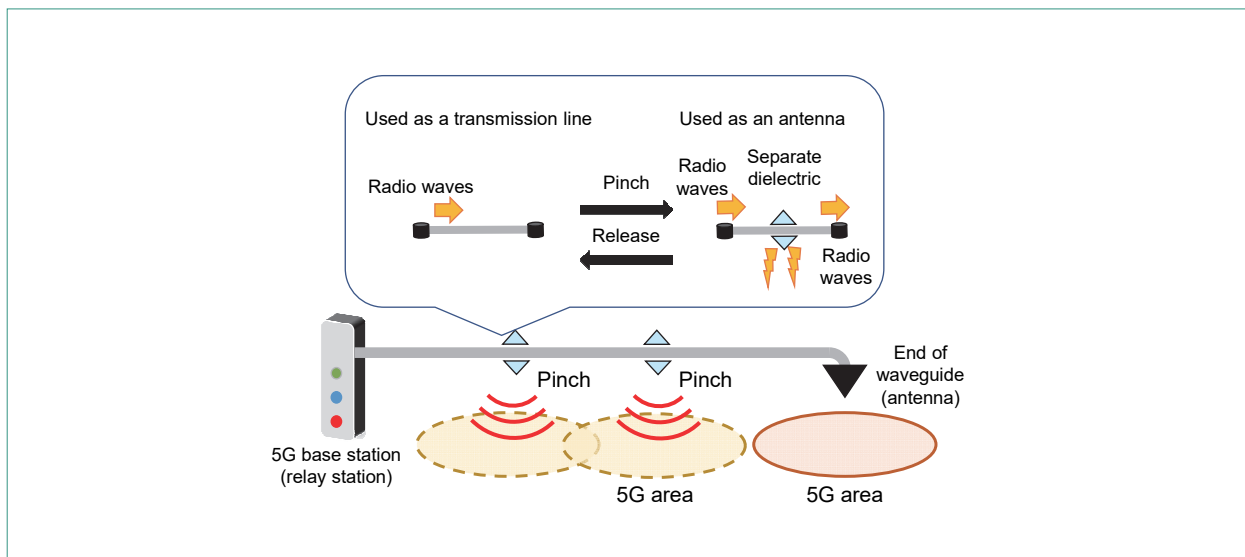 Used as a transmission line
Used as an antenna
Radio waves
Pinch
Release
Radio
waves
Separate
dielectric
Radio
waves
Pinch
Pinch
End of
waveguide
(antenna)
5G base station
(relay station)
5G area
5G area